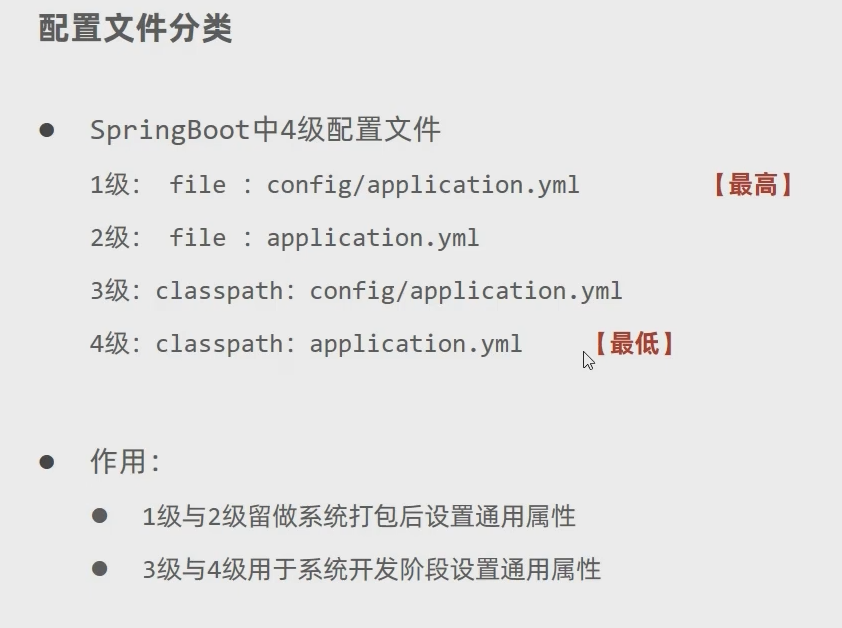 配置文件分类
SpringBoot中4级配置文件
1级： file ：config/application.yml 【最高】
2级： file ：application.yml
3级：classpath：config/application.yml
4级：classpath：application.yml 【最低】
作用：
1级与2级留做系统打包后设置通用属性
3级与4级用于系统开发阶段设置通用属性